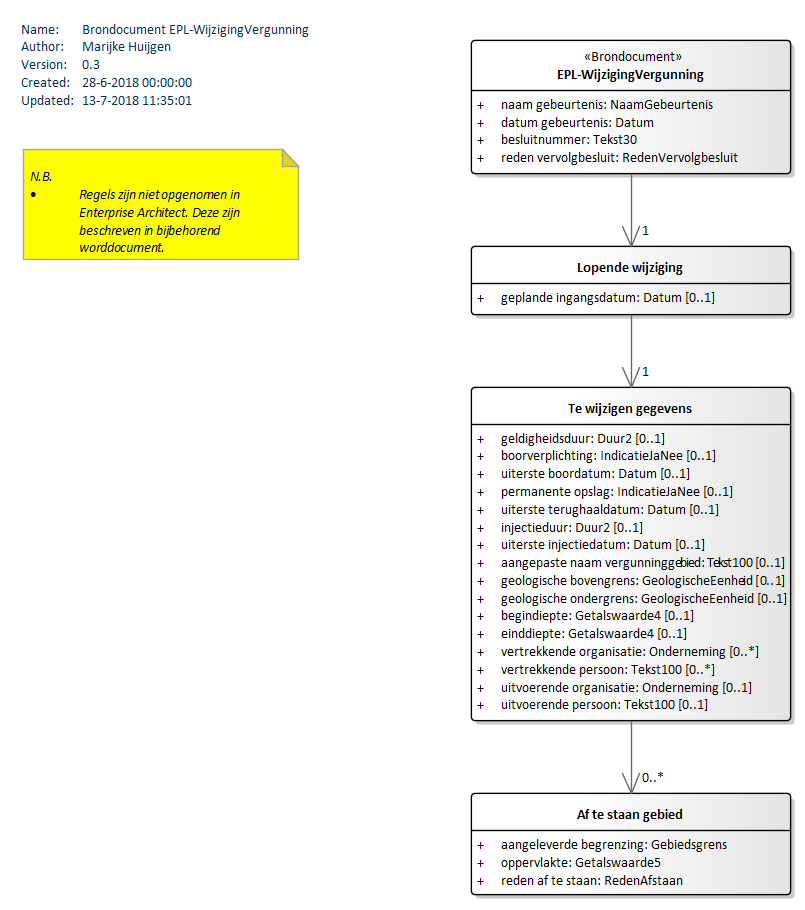 Name: Brondocument EPL-WijzigingVergunning
Author: Marijke Huijgen
Version: 0.3
Created: 28-6-2018 00:00:00
Updated: 13-7-2018 11:35:01
N.B.
• Regels zijn niet opgenomen in
Enterprise Architect. Deze zijn
beschreven in bijbehorend
worddocument.
«Brondocument»
EPL-WijzigingVergunning
+ naam gebeurtenis: NaamGebeurtenis
+ datum gebeurtenis: Datum
+ besluitnummer: Tekst30
+ reden vervolgbesluit: RedenVervolgbesluit
1
Lopende wijziging
+ geplande ingangsdatum: Datum [0..1]
1
Te wijzigen gegevens
+ geldigheidsduur: Duur2 [0..1]
+ boorverplichting: IndicatieJaNee [0..1]
+ uiterste boordatum: Datum [0..1]
+ permanente opslag: IndicatieJaNee [0..1]
+ uiterste terughaaldatum: Datum [0..1]
+ injectieduur: Duur2 [0..1]
+ uiterste injectiedatum: Datum [0..1]
+ aangepaste naam vergunninggebied: Tekst100 [0..1]
+ geologische bovengrens: GeologischeEenheid [0..1]
+ geologische ondergrens: GeologischeEenheid [0..1]
+ begindiepte: Getalswaarde4 [0..1]
+ einddiepte: Getalswaarde4 [0..1]
+ vertrekkende organisatie: Onderneming [0..*]
+ vertrekkende persoon: Tekst100 [0..*]
+ uitvoerende organisatie: Onderneming [0..1]
+ uitvoerende persoon: Tekst100 [0..1]
0..*
Af te staan gebied
+ aangeleverde begrenzing: Gebiedsgrens
+ oppervlakte: Getalswaarde5
+ reden af te staan: RedenAfstaan